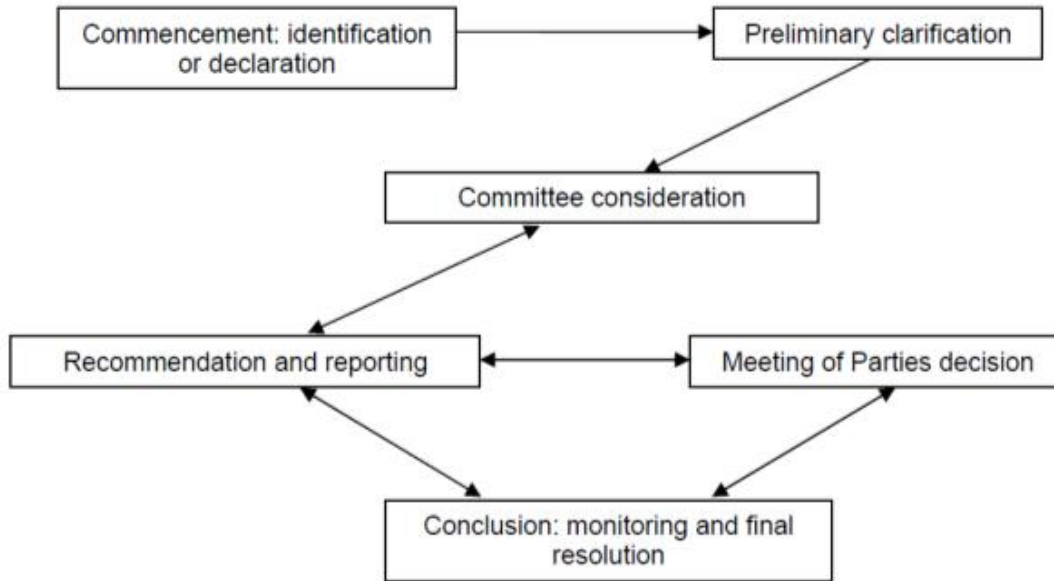 Commencement: identification
or declaration
Preliminary clarification
Committee consideration
Recommendation and reporting
Meeting of Parties decision
Conclusion: monitoring and final
resolution